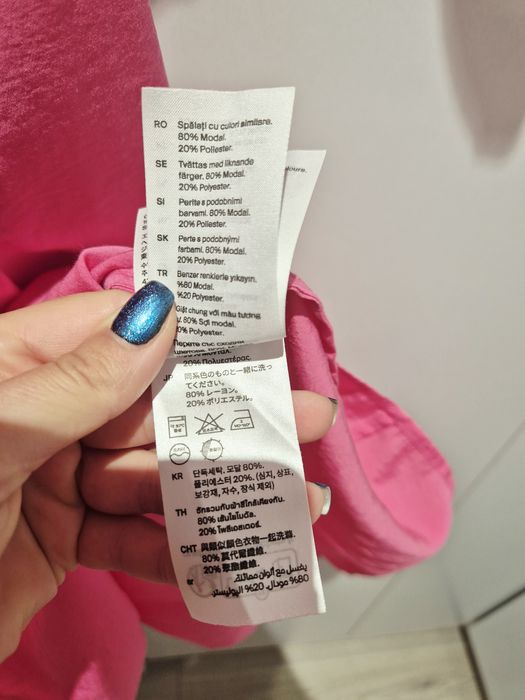 RO Spălați cu culori similare.
80% Modal.
20% Poliester.
SE Tvättas med liknande
färger. 80% Modal.
20% Polyester.
SI Perite s podobnimi
barvami. 80% Modal.
20% Poliester.
SK Perte s podobnými
farbami. 80% Modal.
20% Polyester.
TR Benzer renklerle yıkayın.
%80 Modal.
%20 Polyester.
Giặt chung với màu tương
80% Sợi modal.
Polyester.
20% Полиестерас
JP 同系色のものと一緒に洗っ
てください。
80% レーヨン。
20% ポリエステル。
KR 단독세탁. 모달 80%.
폴리에스터 20%. (심지, 상표,
보강재, 자수, 장식 제외)
TH ซักรวมกับผ้าสีใกล้เคียงกัน.
80% เส้นใยโมดัล.
20% โพลีเอสเตอร์.
CHT 與類似顏色衣物一起洗滌.
80% 莫代爾纖維.
20% 聚酯纖維.
يغسل مع ألوان مماثلة.
80% مودال. 20% البوليستر.